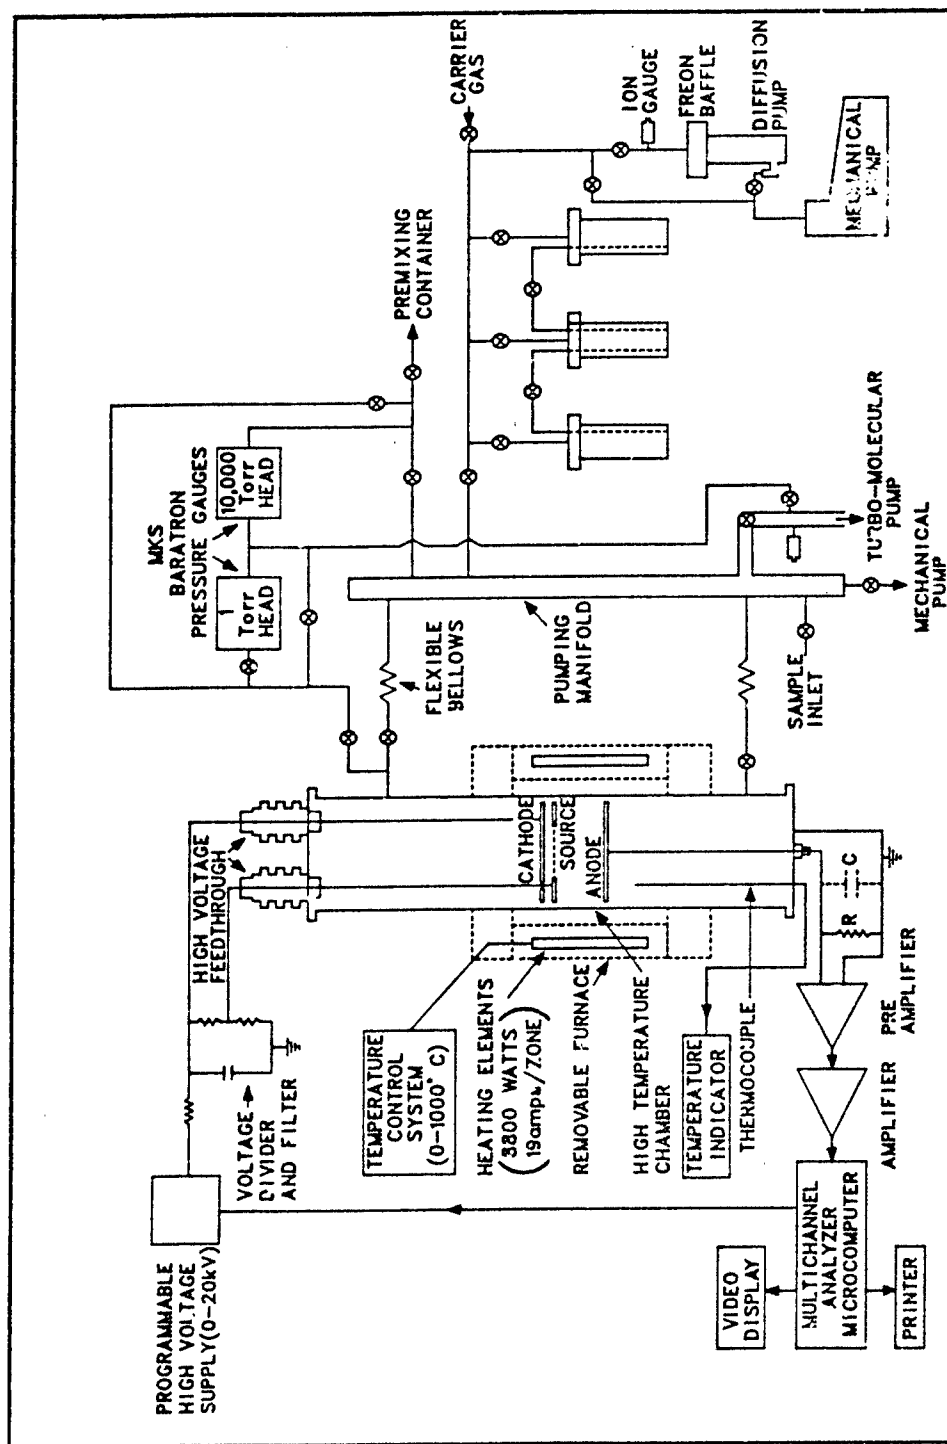 PROGRAMMABLE
HIGH VOLTAGE
SUPPLY(0-20kV)
VOLTAGE
DIVIDER
AND FILTER
HIGH VOLTAGE
FEEDTHROUGH
MKS
BARATRON
PRESSURE GAUGES
1
Torr
HEAD
10,000
Torr
HEAD
PREMIXING
CONTAINER
CARRIER
GAS
FLEXIBLE
BELLOWS
PUMPING
MANIFOLD
ION
GAUGE
FREON
BAFFLE
DIFFUSION
PUMP
MECHANICAL
PUMP
CATHODE
SOURCE
ANODE
TEMPERATURE
CONTROL
SYSTEM
(0-1000° C)
HEATING ELEMENTS
(3800 WATTS
19amps/ZONE)
REMOVABLE FURNACE
HIGH TEMPERATURE
CHAMBER
TEMPERATURE
INDICATOR
THERMOCOUPLE
SAMPLE
INLET
TURBO-MOLECULAR
PUMP
MECHANICAL
PUMP
R
C
PRE
AMPLIFIER
AMPLIFIER
VIDEO
DISPLAY
MULTICHANNEL
ANALYZER
MICROCOMPUTER
PRINTER